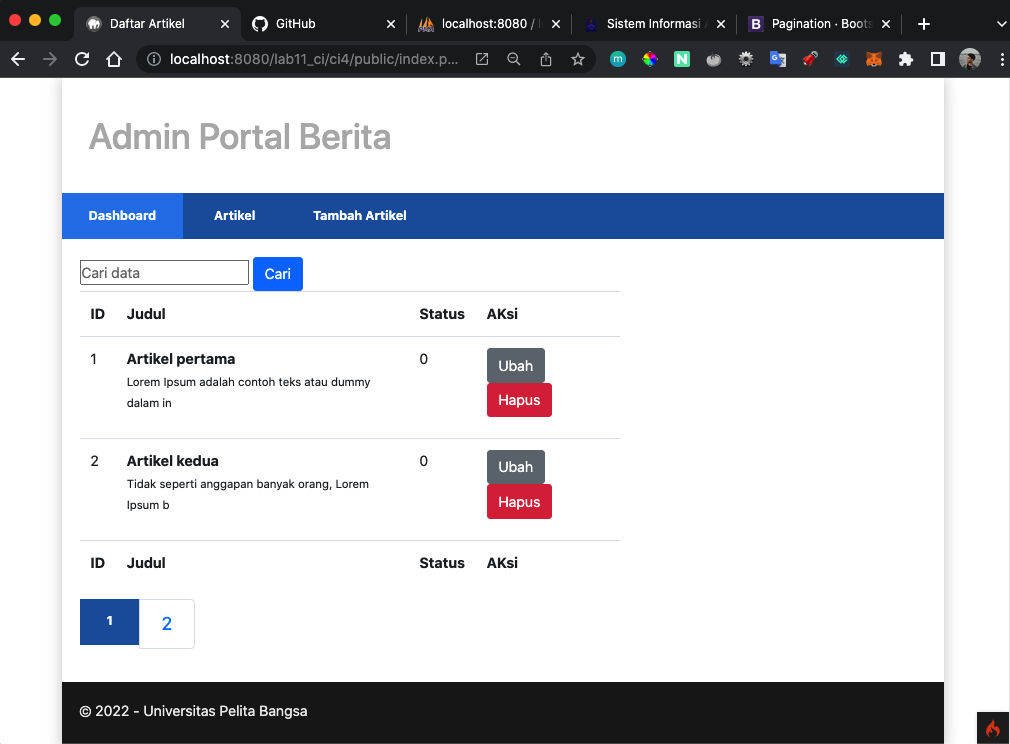 Daftar Artikel
GitHub
localhost:8080 /
Sistem Informasi
Pagination · Boots
localhost:8080/lab11_ci/ci4/public/index.p...
Admin Portal Berita
Dashboard Artikel Tambah Artikel
Cari data Cari
ID Judul Status AKsi
1 Artikel pertama 0 Ubah
Lorem Ipsum adalah contoh teks atau dummy
dalam in
Hapus
2 Artikel kedua 0 Ubah
Tidak seperti anggapan banyak orang, Lorem
Ipsum b
Hapus
ID Judul Status AKsi
1 2
© 2022 - Universitas Pelita Bangsa